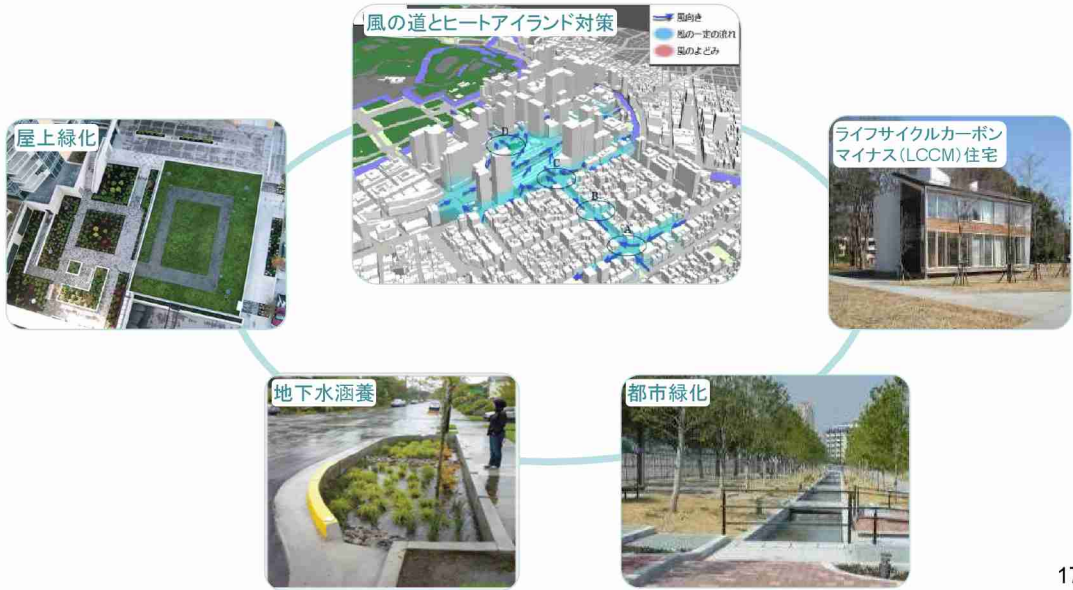 風の道とヒートアイランド対策
風向き
風の一定の流れ
風のよどみ
屋上緑化
ライフサイクルカーボン
マイナス(LCCM)住宅
D
C
B
A
地下水涵養
都市緑化
17